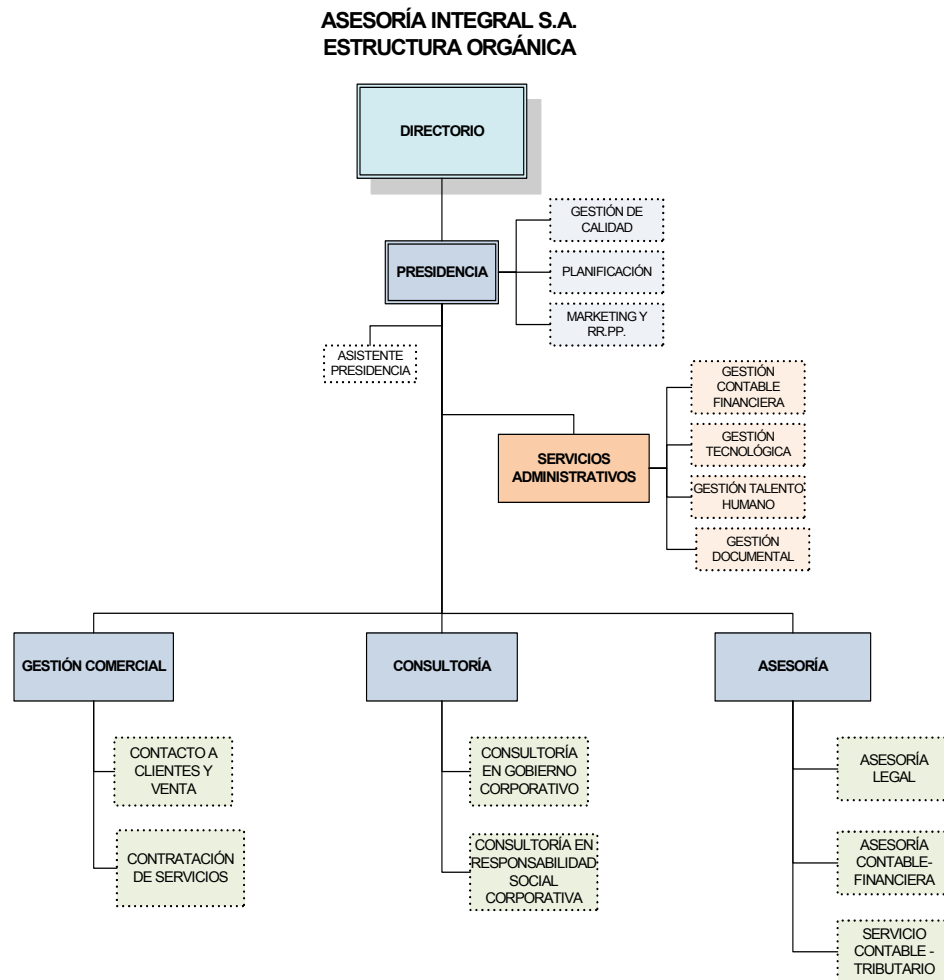 ASESORÍA INTEGRAL S.A.
ESTRUCTURA ORGÁNICA
DIRECTORIO
PRESIDENCIA
GESTIÓN DE
CALIDAD
PLANIFICACIÓN
MARKETING Y
RR.PP.
ASISTENTE
PRESIDENCIA
SERVICIOS
ADMINISTRATIVOS
GESTIÓN
CONTABLE
FINANCIERA
GESTIÓN
TECNOLÓGICA
GESTIÓN TALENTO
HUMANO
GESTIÓN
DOCUMENTAL
GESTIÓN COMERCIAL
CONSULTORÍA
ASESORÍA
CONTACTO A
CLIENTES Y
VENTA
CONTRATACIÓN
DE SERVICIOS
CONSULTORÍA
EN GOBIERNO
CORPORATIVO
CONSULTORÍA EN
RESPONSABILIDAD
SOCIAL
CORPORATIVA
ASESORÍA
LEGAL
ASESORÍA
CONTABLE-
FINANCIERA
SERVICIO
CONTABLE -
TRIBUTARIO